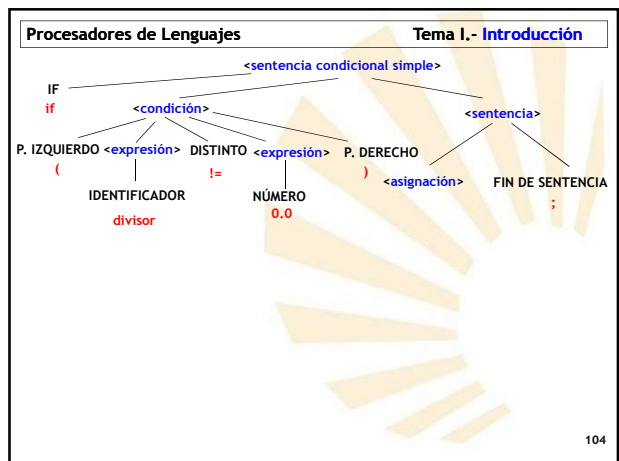 Procesadores de Lenguajes Tema I.- Introducción
<sentencia condicional simple>
IF
if <condición> <sentencia>
P. IZQUIERDO <expresión> DISTINTO <expresión> P. DERECHO
( != )
<asignación> FIN DE SENTENCIA
IDENTIFICADOR NÚMERO ;
divisor 0.0
104